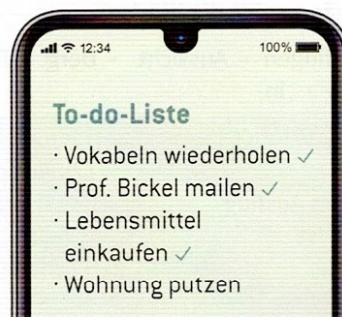 12:34 100%
To-do-Liste
· Vokabeln wiederholen ✓
· Prof. Bickel mailen ✓
· Lebensmittel
einkaufen ✓
· Wohnung putzen